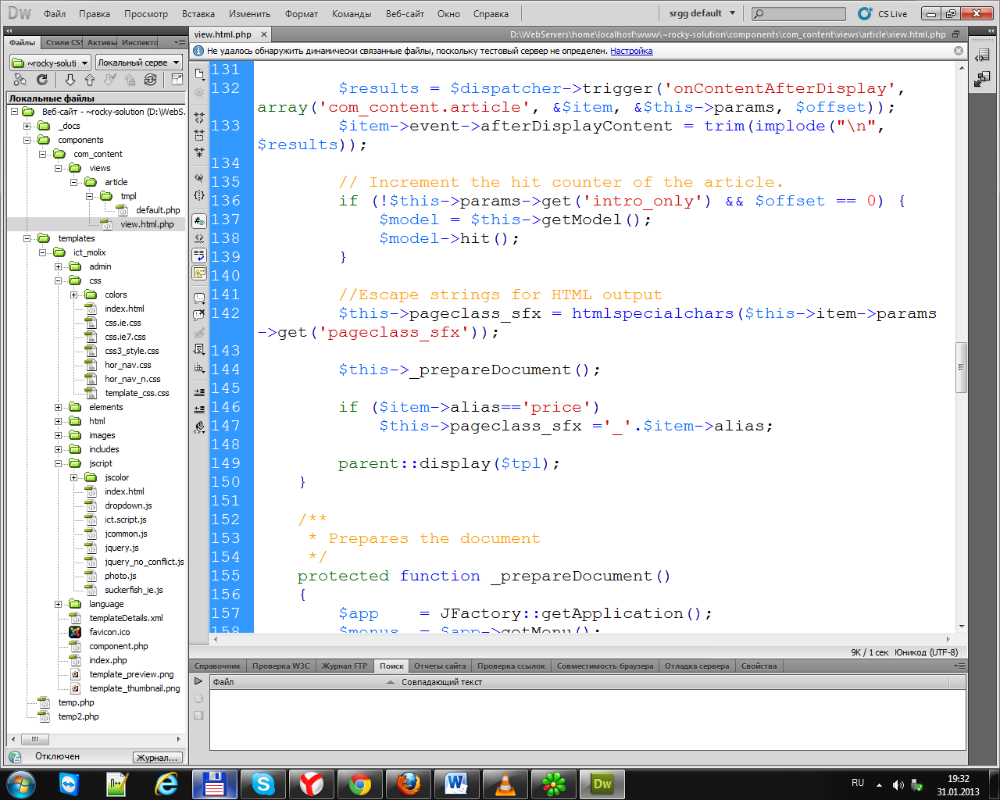 Dw
Файл Правка Просмотр Вставка Изменить Формат Команды Веб-сайт Окно Справка
srgg default
CS Live
Файлы Стили CSS Активы Инспекто
~rocky-soluti Локальный серве
Локальные файлы
Веб-сайт - ~rocky-solution (D:\WebS.
_docs
components
com_content
views
article
tmpl
default.php
view.html.php
templates
ict_molix
admin
css
colors
index.html
css.ie.css
css.ie7.css
css3_style.css
hor_nav.css
hor_nav_n.css
template_css.css
elements
html
images
includes
jscript
jscolor
index.html
dropdown.js
ict.script.js
jcommon.js
jquery.js
jquery_no_conflict.js
photo.js
suckerfish_ie.js
language
templateDetails.xml
favicon.ico
component.php
index.php
template_preview.png
template_thumbnail.png
temp.php
temp2.php
Отключен Журнал...
view.html.php
D:\WebServers\home\localhost\www\~rocky-solution\components\com_content\views\article\view.html.php
Не удалось обнаружить динамически связанные файлы, поскольку тестовый сервер не определен. Настройка
131
132 $results = $dispatcher->trigger('onContentAfterDisplay',
array('com_content.article', &$item, &$this->params, $offset));
133 $item->event->afterDisplayContent = trim(implode("\n",
$results));
134
135 // Increment the hit counter of the article.
136 if (!$this->params->get('intro_only') && $offset == 0) {
137 $model = $this->getModel();
138 $model->hit();
139 }
140
141 //Escape strings for HTML output
142 $this->pageclass_sfx = htmlspecialchars($this->item->params
->get('pageclass_sfx'));
143
144 $this->_prepareDocument();
145
146 if ($item->alias=='price')
147 $this->pageclass_sfx ='_'.$item->alias;
148
149 parent::display($tpl);
150 }
151
152 /**
153 * Prepares the document
154 */
155 protected function _prepareDocument()
156 {
157 $app = JFactory::getApplication();
158 $menus = $app->getMenu();
9K / 1 сек Юникод (UTF-8)
Справочник Проверка W3C Журнал FTP Поиск Отчеты сайта Проверка ссылок Совместимость браузера Отладка сервера Свойства
Файл Совпадающий текст
RU
19:32
31.01.2013
Dw